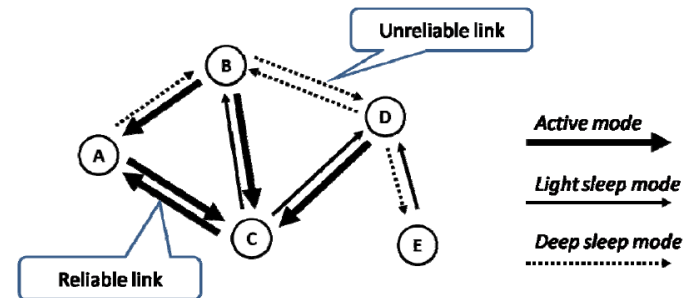 Unreliable link
B
D
Active mode
A
Light sleep mode
C
E
Deep sleep mode
Reliable link